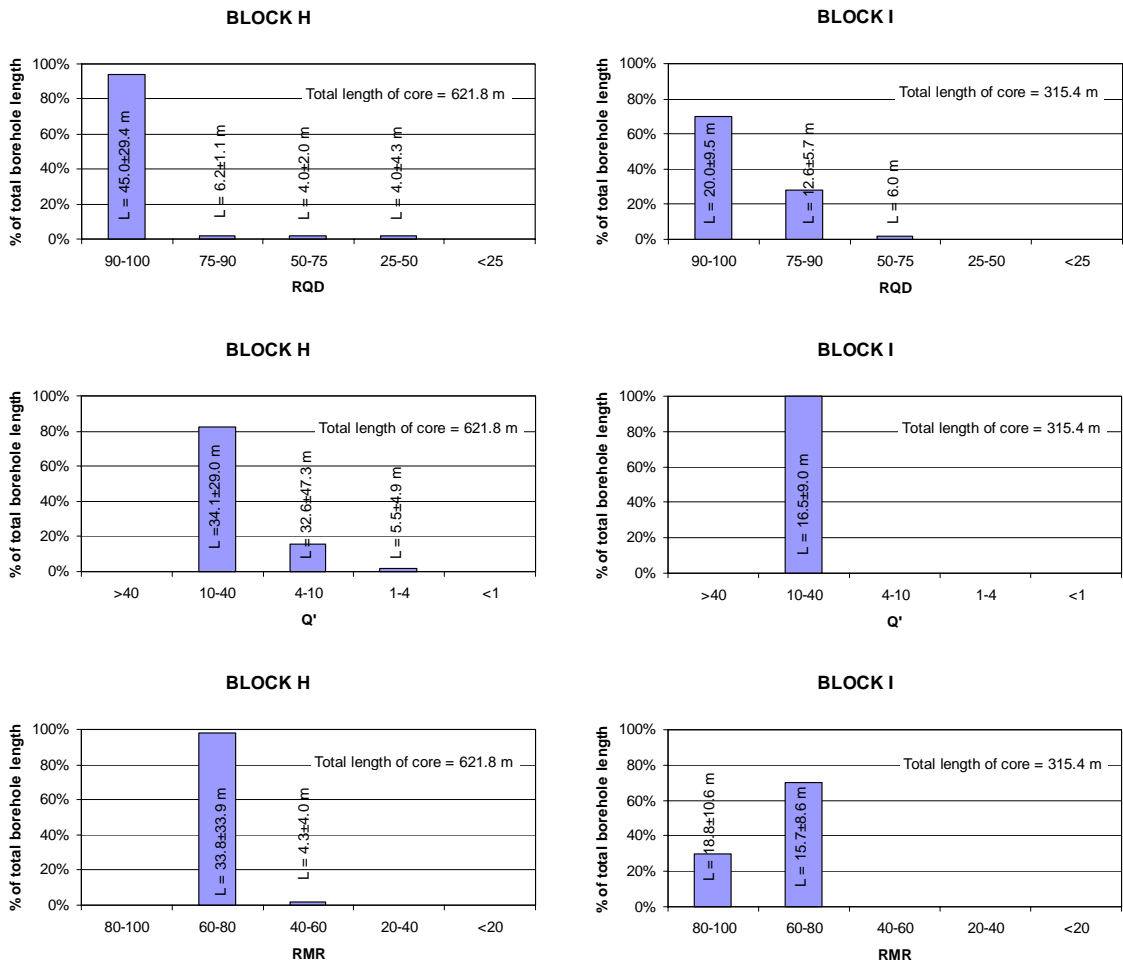 BLOCK H
% of total borehole length
100%
80%
60%
40%
20%
0%
Total length of core = 621.8 m
L = 45.0±29.4 m
L = 6.2±1.1 m
L = 4.0±2.0 m
L = 4.0±4.3 m
90-100 75-90 50-75 25-50 <25
RQD
BLOCK I
% of total borehole length
100%
80%
60%
40%
20%
0%
Total length of core = 315.4 m
L = 20.0±9.5 m
L = 12.6±5.7 m
L = 6.0 m
90-100 75-90 50-75 25-50 <25
RQD
BLOCK H
% of total borehole length
100%
80%
60%
40%
20%
0%
Total length of core = 621.8 m
L =34.1±29.0 m
L = 32.6±47.3 m
L = 5.5±4.9 m
>40 10-40 4-10 1-4 <1
Q'
BLOCK I
% of total borehole length
100%
80%
60%
40%
20%
0%
Total length of core = 315.4 m
L = 16.5±9.0 m
>40 10-40 4-10 1-4 <1
Q'
BLOCK H
% of total borehole length
100%
80%
60%
40%
20%
0%
Total length of core = 621.8 m
L = 33.8±33.9 m
L = 4.3±4.0 m
80-100 60-80 40-60 20-40 <20
RMR
BLOCK I
% of total borehole length
100%
80%
60%
40%
20%
0%
Total length of core = 315.4 m
L = 18.8±10.6 m
L = 15.7±8.6 m
80-100 60-80 40-60 20-40 <20
RMR